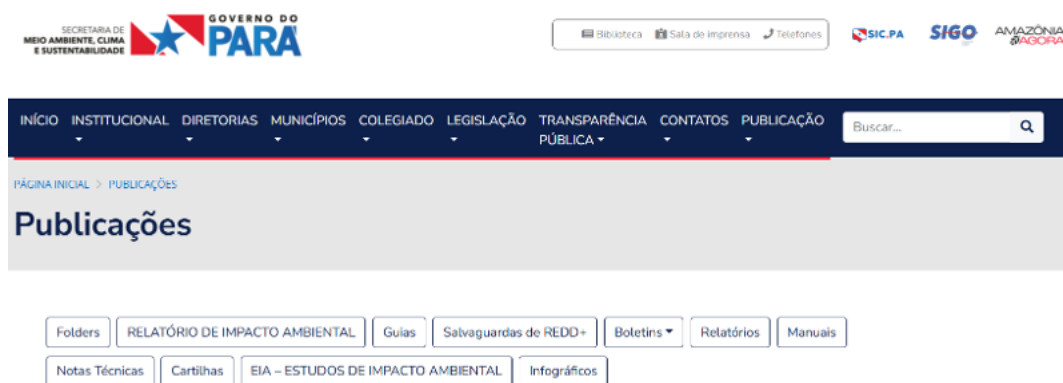 SECRETARIA DE
MEIO AMBIENTE, CLIMA
E SUSTENTABILIDADE
GOVERNO DO
PARÁ
Biblioteca Sala de imprensa Telefones
SIC.PA
SIGO
AMAZÔNIA
AGORA
INÍCIO INSTITUCIONAL DIRETORIAS MUNICÍPIOS COLEGIADO LEGISLAÇÃO TRANSPARÊNCIA PÚBLICA CONTATOS PUBLICAÇÃO Buscar...
PÁGINA INICIAL > PUBLICAÇÕES
Publicações
Folders RELATÓRIO DE IMPACTO AMBIENTAL Guias Salvaguardas de REDD+ Boletins Relatórios Manuais
Notas Técnicas Cartilhas EIA – ESTUDOS DE IMPACTO AMBIENTAL Infográficos